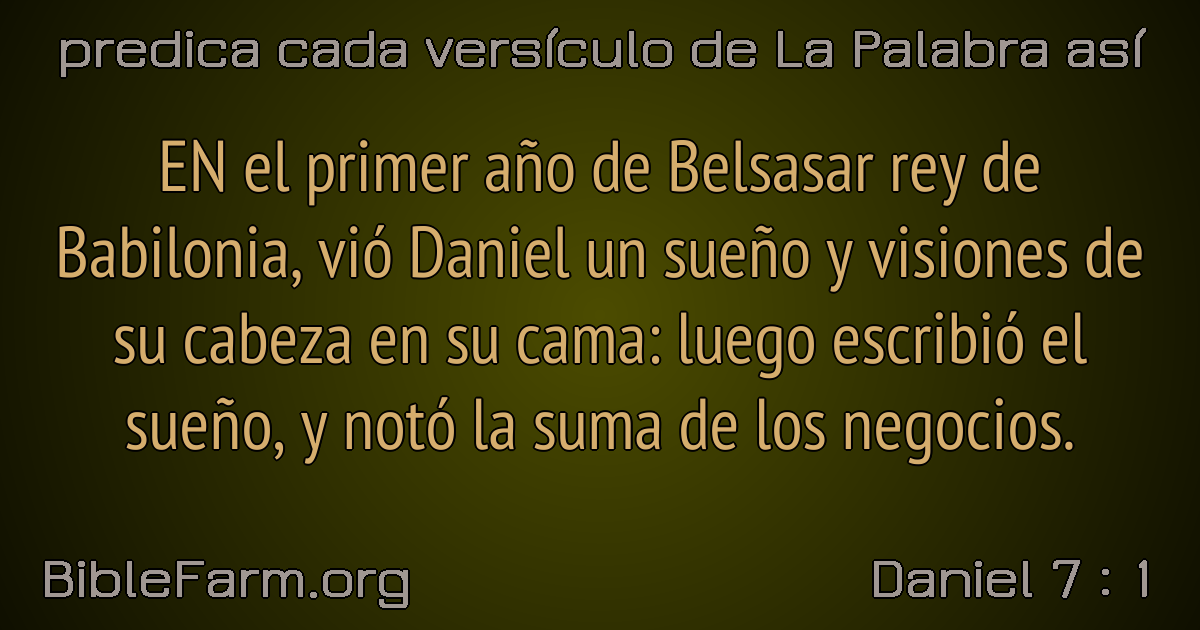 predica cada versículo de La Palabra así
EN el primer año de Belsasar rey de
Babilonia, vió Daniel un sueño y visiones de
su cabeza en su cama: luego escribió el
sueño, y notó la suma de los negocios.
BibleFarm.org
Daniel 7 : 1